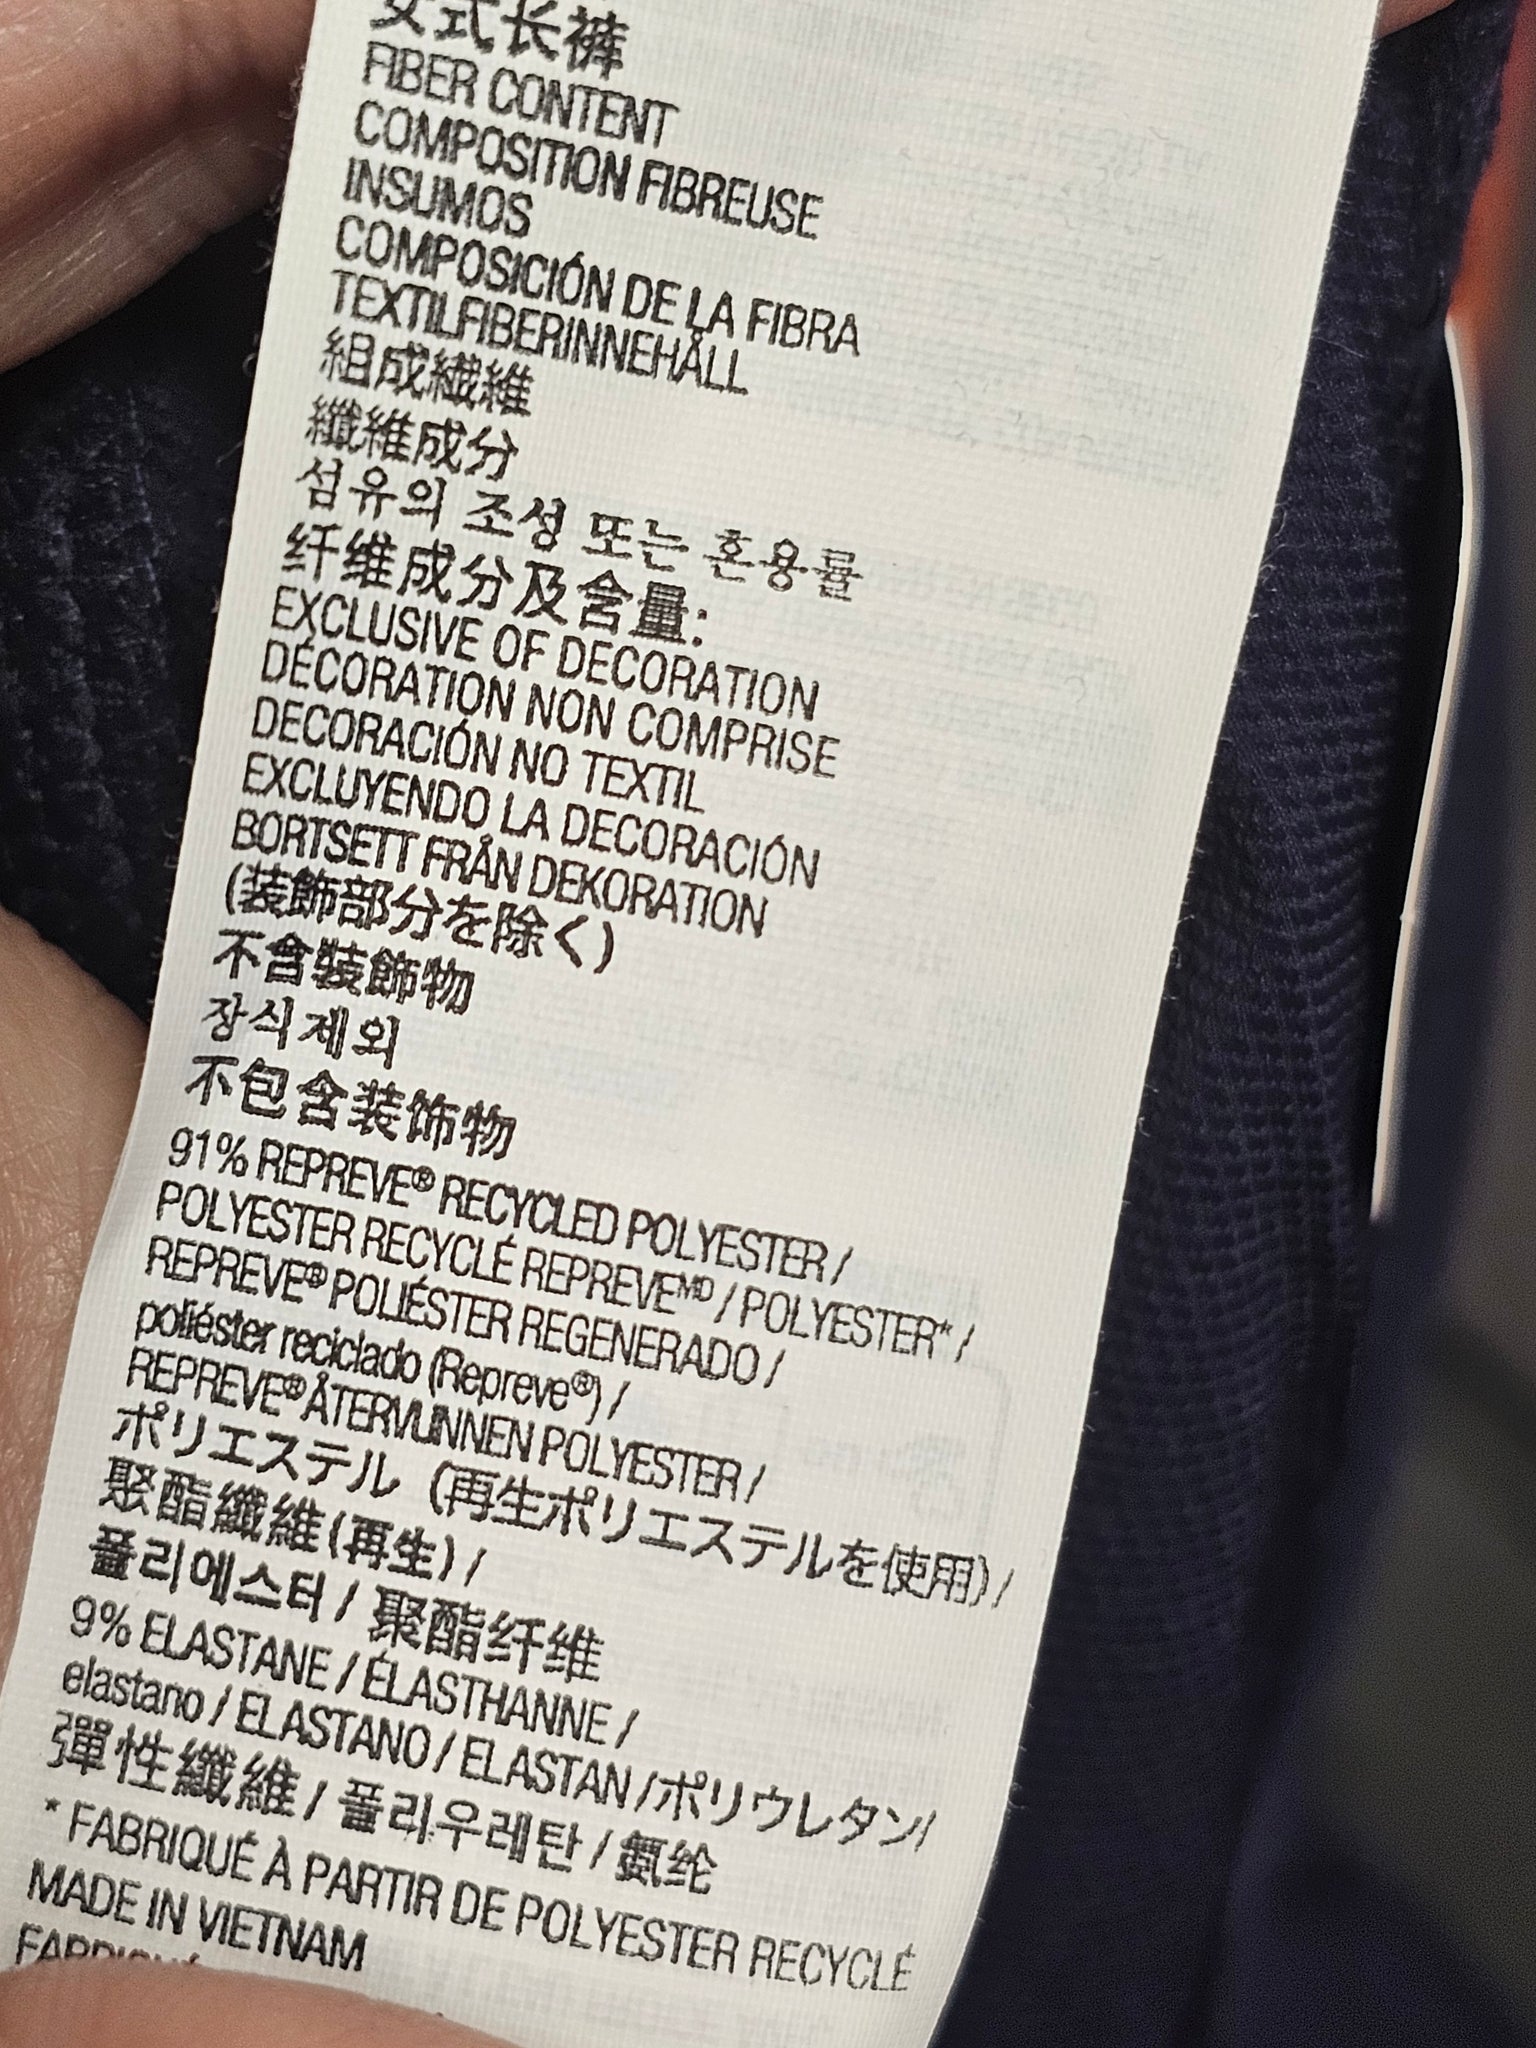 女式长裤
FIBER CONTENT
COMPOSITION FIBREUSE
INSUMOS
COMPOSICIÓN DE LA FIBRA
TEXTILFIBERINNEHÅLL
組成繊維
纖維成分
섬유의 조성 또는 혼용률
纤维成分及含量:
EXCLUSIVE OF DECORATION
DÉCORATION NON COMPRISE
DECORACIÓN NO TEXTIL
EXCLUYENDO LA DECORACIÓN
BORTSETT FRÅN DEKORATION
(装飾部分を除く)
不含裝飾物
장식제외
不包含装饰物
91% REPREVE® RECYCLED POLYESTER /
POLYESTER RECYCLÉ REPREVEᴹᴰ / POLYESTER* /
REPREVE® POLIÉSTER REGENERADO /
poliéster reciclado (Repreve®) /
REPREVE® ÅTERVUNNEN POLYESTER /
ポリエステル (再生ポリエステルを使用) /
聚酯纖維(再生) /
폴리에스터 / 聚酯纤维
9% ELASTANE / ÉLASTHANNE /
elastano / ELASTANO / ELASTAN /ポリウレタン/
彈性纖維 / 폴리우레탄 / 氨纶
* FABRIQUÉ À PARTIR DE POLYESTER RECYCLÉ
MADE IN VIETNAM
FABRIQUÉ